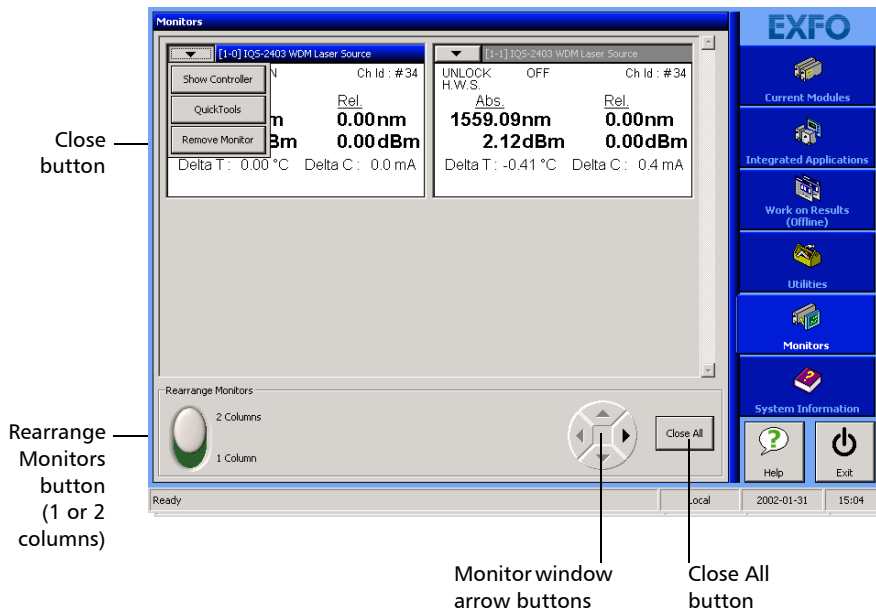 Monitors
EXFO
[1-0] IQS-2403 WDM Laser Source
[1-1] IQS-2403 WDM Laser Source
Show Controller
QuickTools
Remove Monitor
N Ch Id : #34
Rel.
m 0.00nm
Bm 0.00dBm
Delta T : 0.00 °C Delta C : 0.0 mA
UNLOCK OFF Ch Id : #34
H.W.S.
Abs. Rel.
1559.09nm 0.00nm
2.12dBm 0.00dBm
Delta T : -0.41 °C Delta C : 0.4 mA
Current Modules
Integrated Applications
Work on Results
(Offline)
Utilities
Monitors
System Information
Help
Exit
Rearrange Monitors
2 Columns
1 Column
Close All
Ready
Local
2002-01-31
15:04
Close
button
Rearrange
Monitors
button
(1 or 2
columns)
Monitor window
arrow buttons
Close All
button